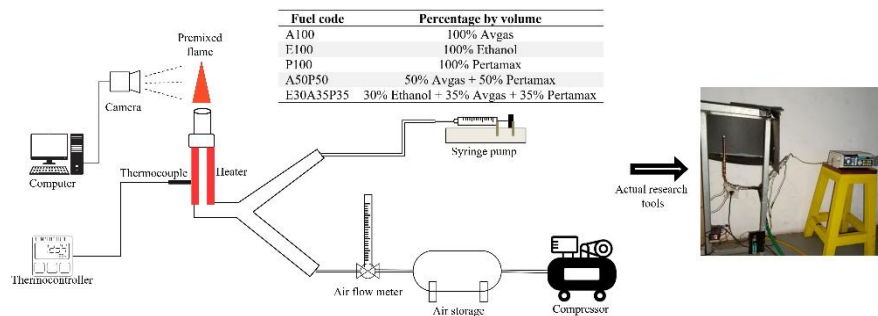 Fuel code Percentage by volume
A100 100% Avgas
E100 100% Ethanol
P100 100% Pertamax
A50P50 50% Avgas + 50% Pertamax
E30A35P35 30% Ethanol + 35% Avgas + 35% Pertamax
Premixed
flame
Camera
Computer
Thermocouple
Heater
Thermocontroller
Syringe pump
Air flow meter
Air storage
Compressor
Actual research
tools